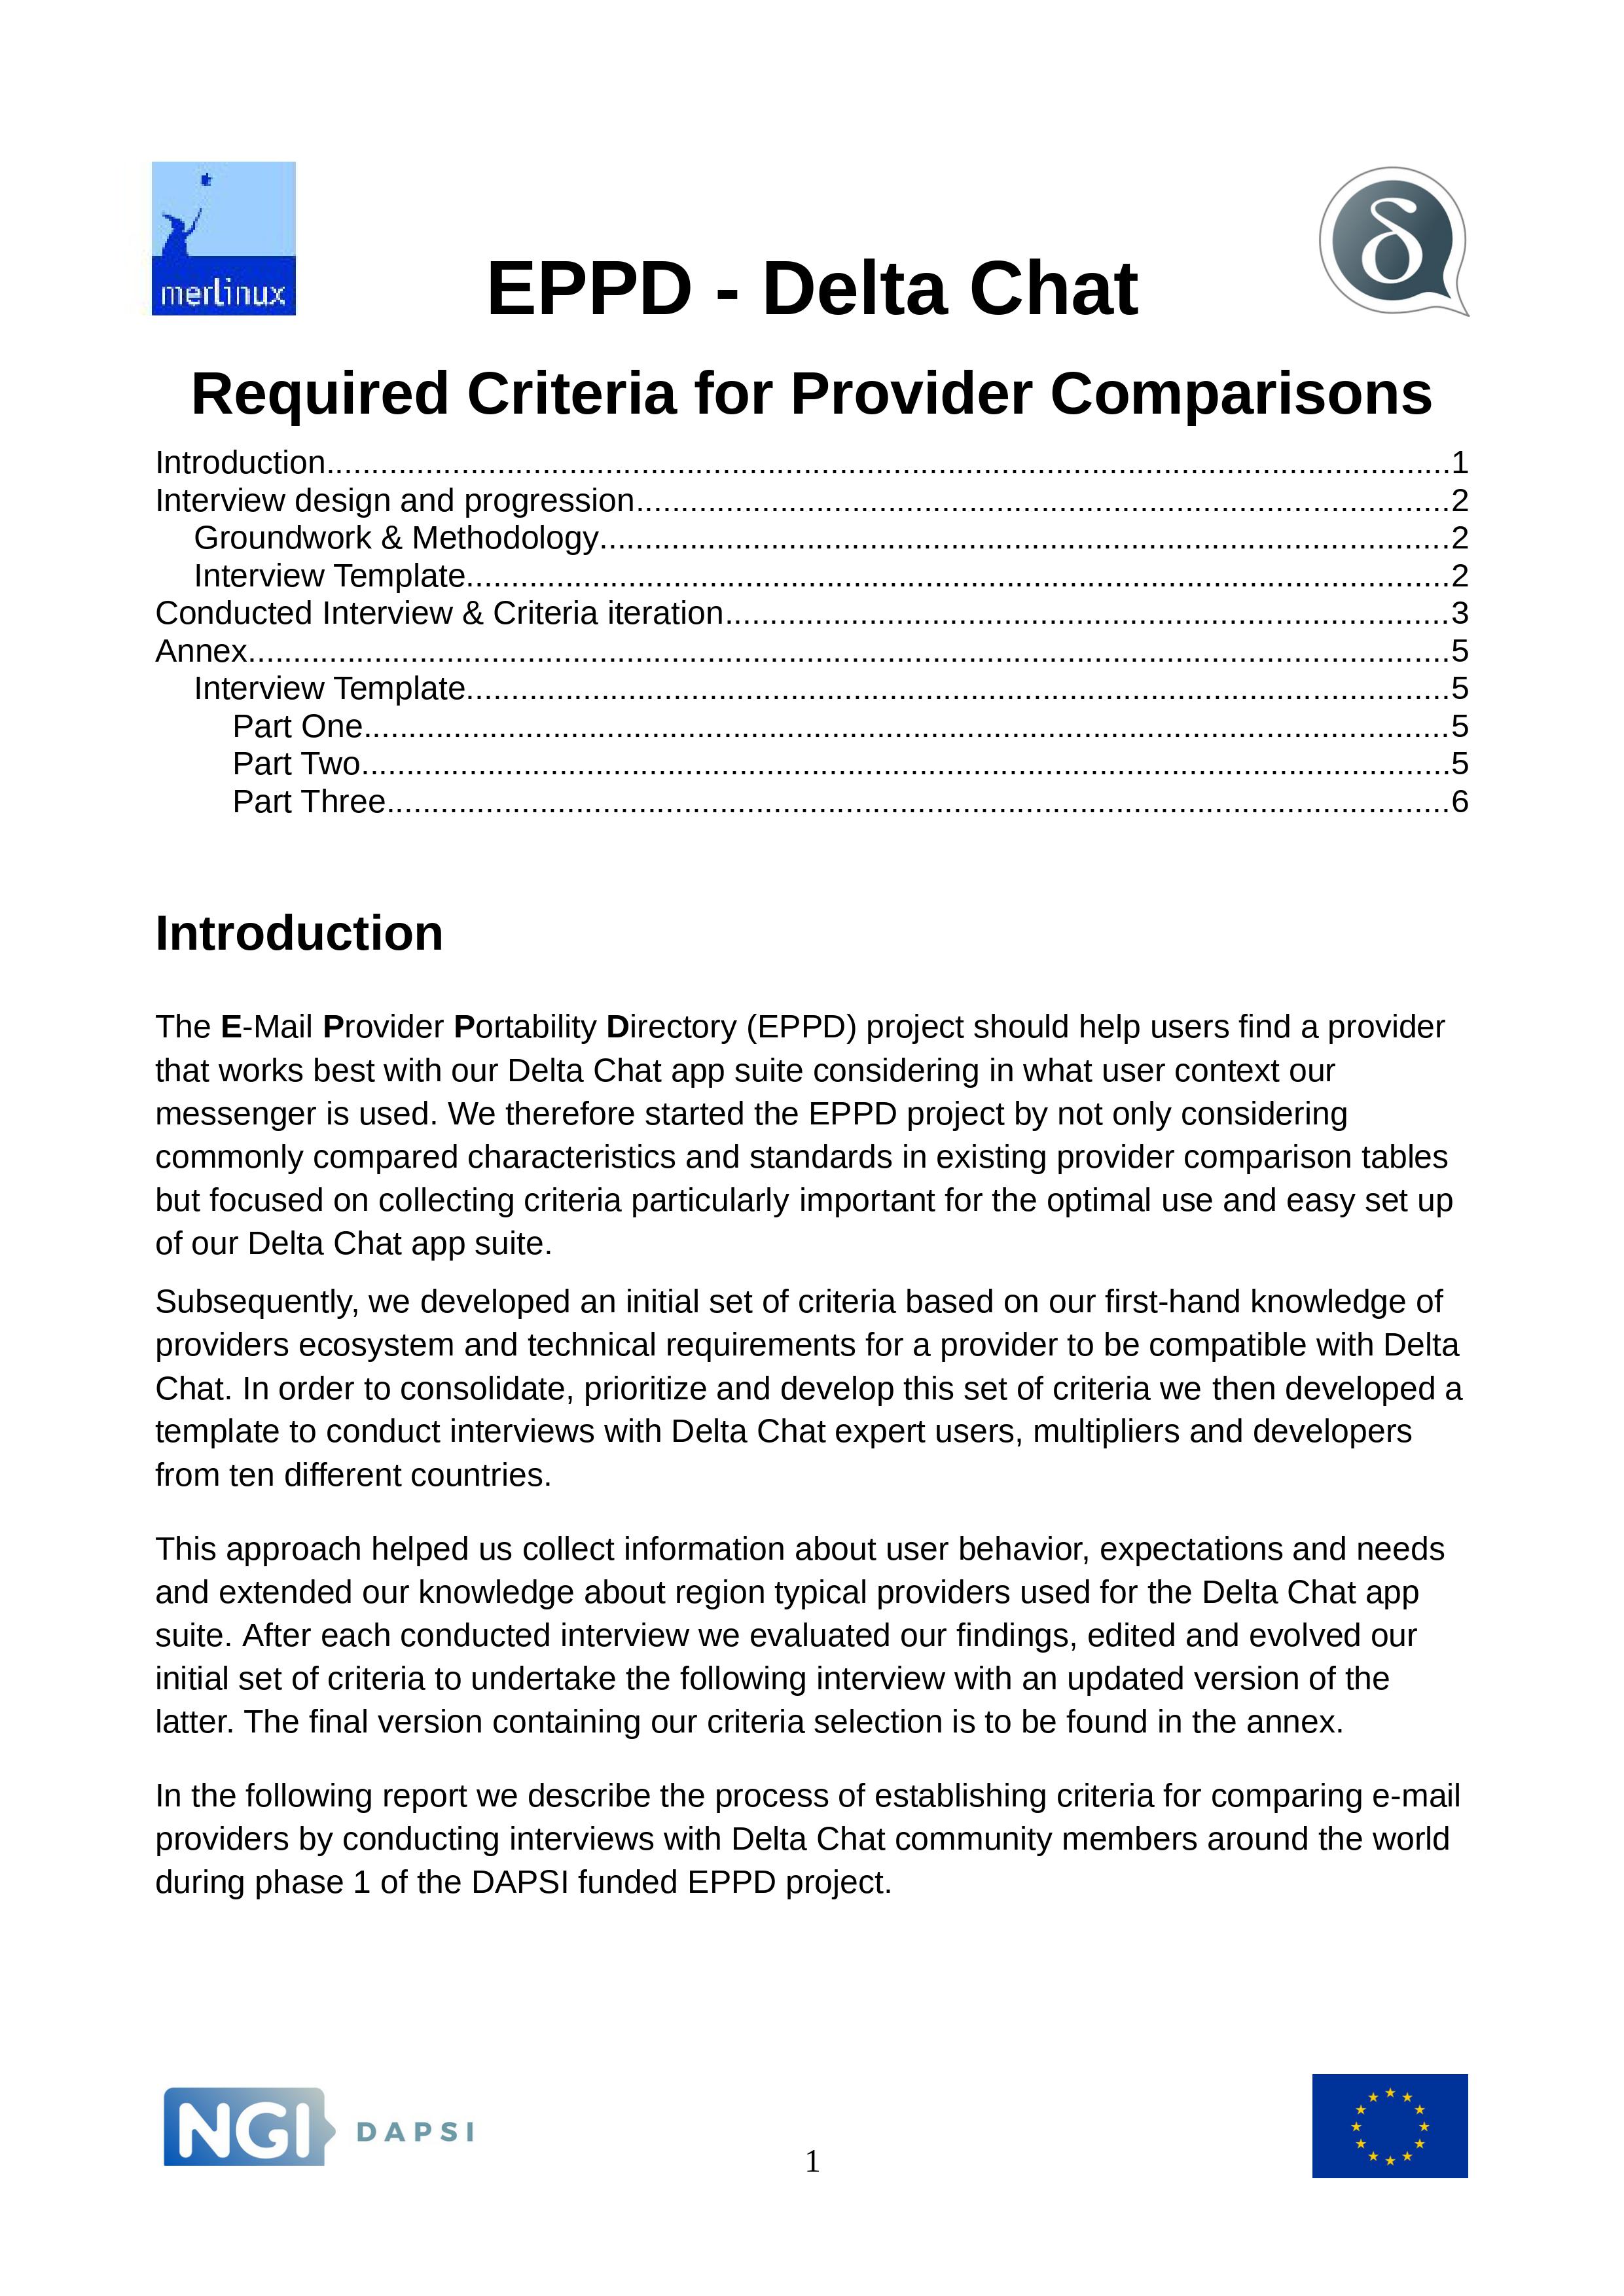 merlinux
δ
EPPD - Delta Chat
Required Criteria for Provider Comparisons
Introduction....................................................................................................................................1
Interview design and progression................................................................................................2
Groundwork & Methodology....................................................................................................2
Interview Template...................................................................................................................2
Conducted Interview & Criteria iteration......................................................................................3
Annex.............................................................................................................................................5
Interview Template...................................................................................................................5
Part One...............................................................................................................................5
Part Two...............................................................................................................................5
Part Three............................................................................................................................6
Introduction
The E-Mail Provider Portability Directory (EPPD) project should help users find a provider
that works best with our Delta Chat app suite considering in what user context our
messenger is used. We therefore started the EPPD project by not only considering
commonly compared characteristics and standards in existing provider comparison tables
but focused on collecting criteria particularly important for the optimal use and easy set up
of our Delta Chat app suite.
Subsequently, we developed an initial set of criteria based on our first-hand knowledge of
providers ecosystem and technical requirements for a provider to be compatible with Delta
Chat. In order to consolidate, prioritize and develop this set of criteria we then developed a
template to conduct interviews with Delta Chat expert users, multipliers and developers
from ten different countries.
This approach helped us collect information about user behavior, expectations and needs
and extended our knowledge about region typical providers used for the Delta Chat app
suite. After each conducted interview we evaluated our findings, edited and evolved our
initial set of criteria to undertake the following interview with an updated version of the
latter. The final version containing our criteria selection is to be found in the annex.
In the following report we describe the process of establishing criteria for comparing e-mail
providers by conducting interviews with Delta Chat community members around the world
during phase 1 of the DAPSI funded EPPD project.
NGI DAPSI
1